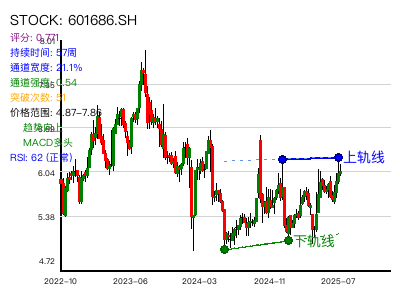 STOCK: 601686.SH
评分: 0.771
8.01
持续时间: 57周
通道宽度: 21.1%
通道强度: 0.54
突破次数: 51
价格范围: 4.87-7.86
趋势向上
MACD多头
RSI: 62 (正常)
上轨线
6.04
5.38
下轨线
4.72
2022-10
2023-06
2024-03
2024-11
2025-07